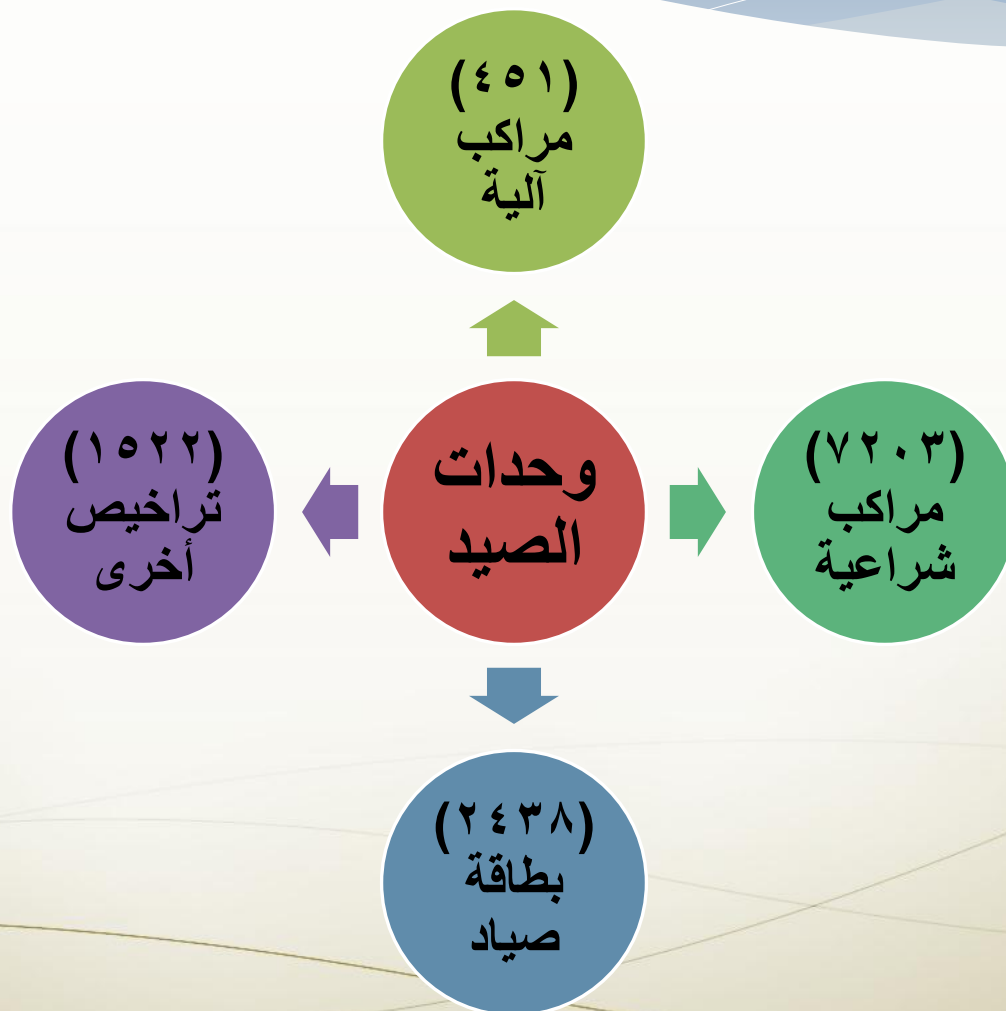 (٤٥١)
مراكب
آلية
(٧٢٠٣)
مراكب
شراعية
وحدات
الصيد
(١٥٢٢)
تراخيص
أخرى
(٢٤٣٨)
بطاقة
صياد